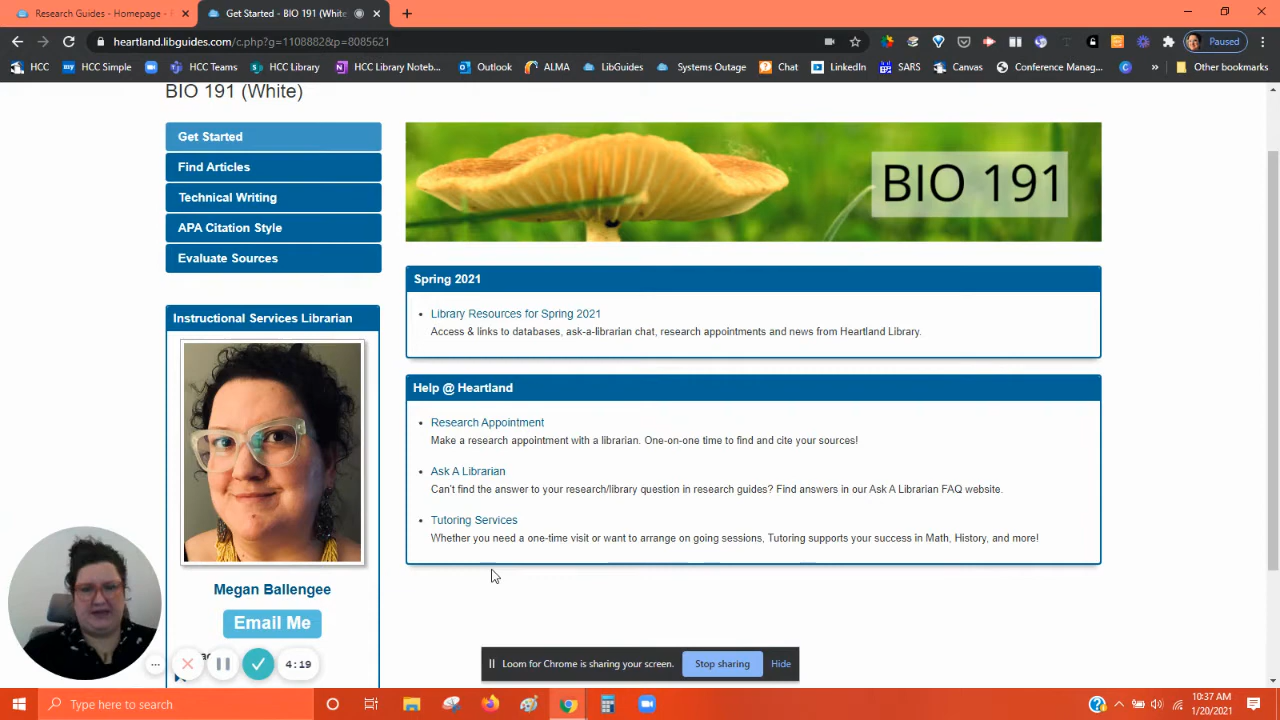 Research Guides - Homepage -
Get Started - BIO 191 (White
heartland.libguides.com/c.php?g=1108882&p=8085621
Paused
HCC
HCC Simple
HCC Teams
HCC Library
HCC Library Noteb...
Outlook
ALMA
LibGuides
Systems Outage
Chat
LinkedIn
SARS
Canvas
Conference Manag...
»
Other bookmarks
BIO 191 (White)
Get Started
Find Articles
Technical Writing
APA Citation Style
Evaluate Sources
BIO 191
Spring 2021
• Library Resources for Spring 2021
Access & links to databases, ask-a-librarian chat, research appointments and news from Heartland Library.
Help @ Heartland
• Research Appointment
Make a research appointment with a librarian. One-on-one time to find and cite your sources!
• Ask A Librarian
Can't find the answer to your research/library question in research guides? Find answers in our Ask A Librarian FAQ website.
• Tutoring Services
Whether you need a one-time visit or want to arrange on going sessions, Tutoring supports your success in Math, History, and more!
Instructional Services Librarian
Megan Ballengee
Email Me
4:19
Loom for Chrome is sharing your screen.
Stop sharing
Hide
Type here to search
10:37 AM
1/20/2021